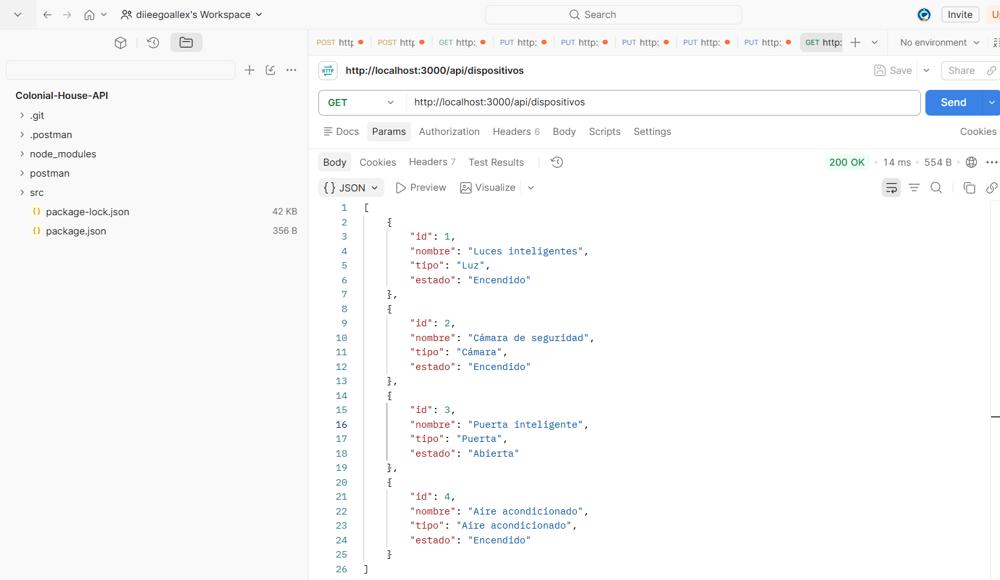 diieegoallex's Workspace
Search
Invite
POST
POST
GET http:
PUT http:
PUT http:
PUT http:
PUT http:
PUT http:
GET http:
No environment
HTTP
http://localhost:3000/api/dispositivos
Save
Share
Colonial-House-API
.git
.postman
node_modules
postman
src
{} package-lock.json 42 KB
{} package.json 356 B
GET
http://localhost:3000/api/dispositivos
Send
Docs
Params
Authorization
Headers 6
Body
Scripts
Settings
Cookies
Body
Cookies
Headers 7
Test Results
200 OK • 14 ms • 554 B
{} JSON
Preview
Visualize
1 [
2 {
3 "id": 1,
4 "nombre": "Luces inteligentes",
5 "tipo": "Luz",
6 "estado": "Encendido"
7 },
8 {
9 "id": 2,
10 "nombre": "Cámara de seguridad",
11 "tipo": "Cámara",
12 "estado": "Encendido"
13 },
14 {
15 "id": 3,
16 "nombre": "Puerta inteligente",
17 "tipo": "Puerta",
18 "estado": "Abierta"
19 },
20 {
21 "id": 4,
22 "nombre": "Aire acondicionado",
23 "tipo": "Aire acondicionado",
24 "estado": "Encendido"
25 }
26 ]